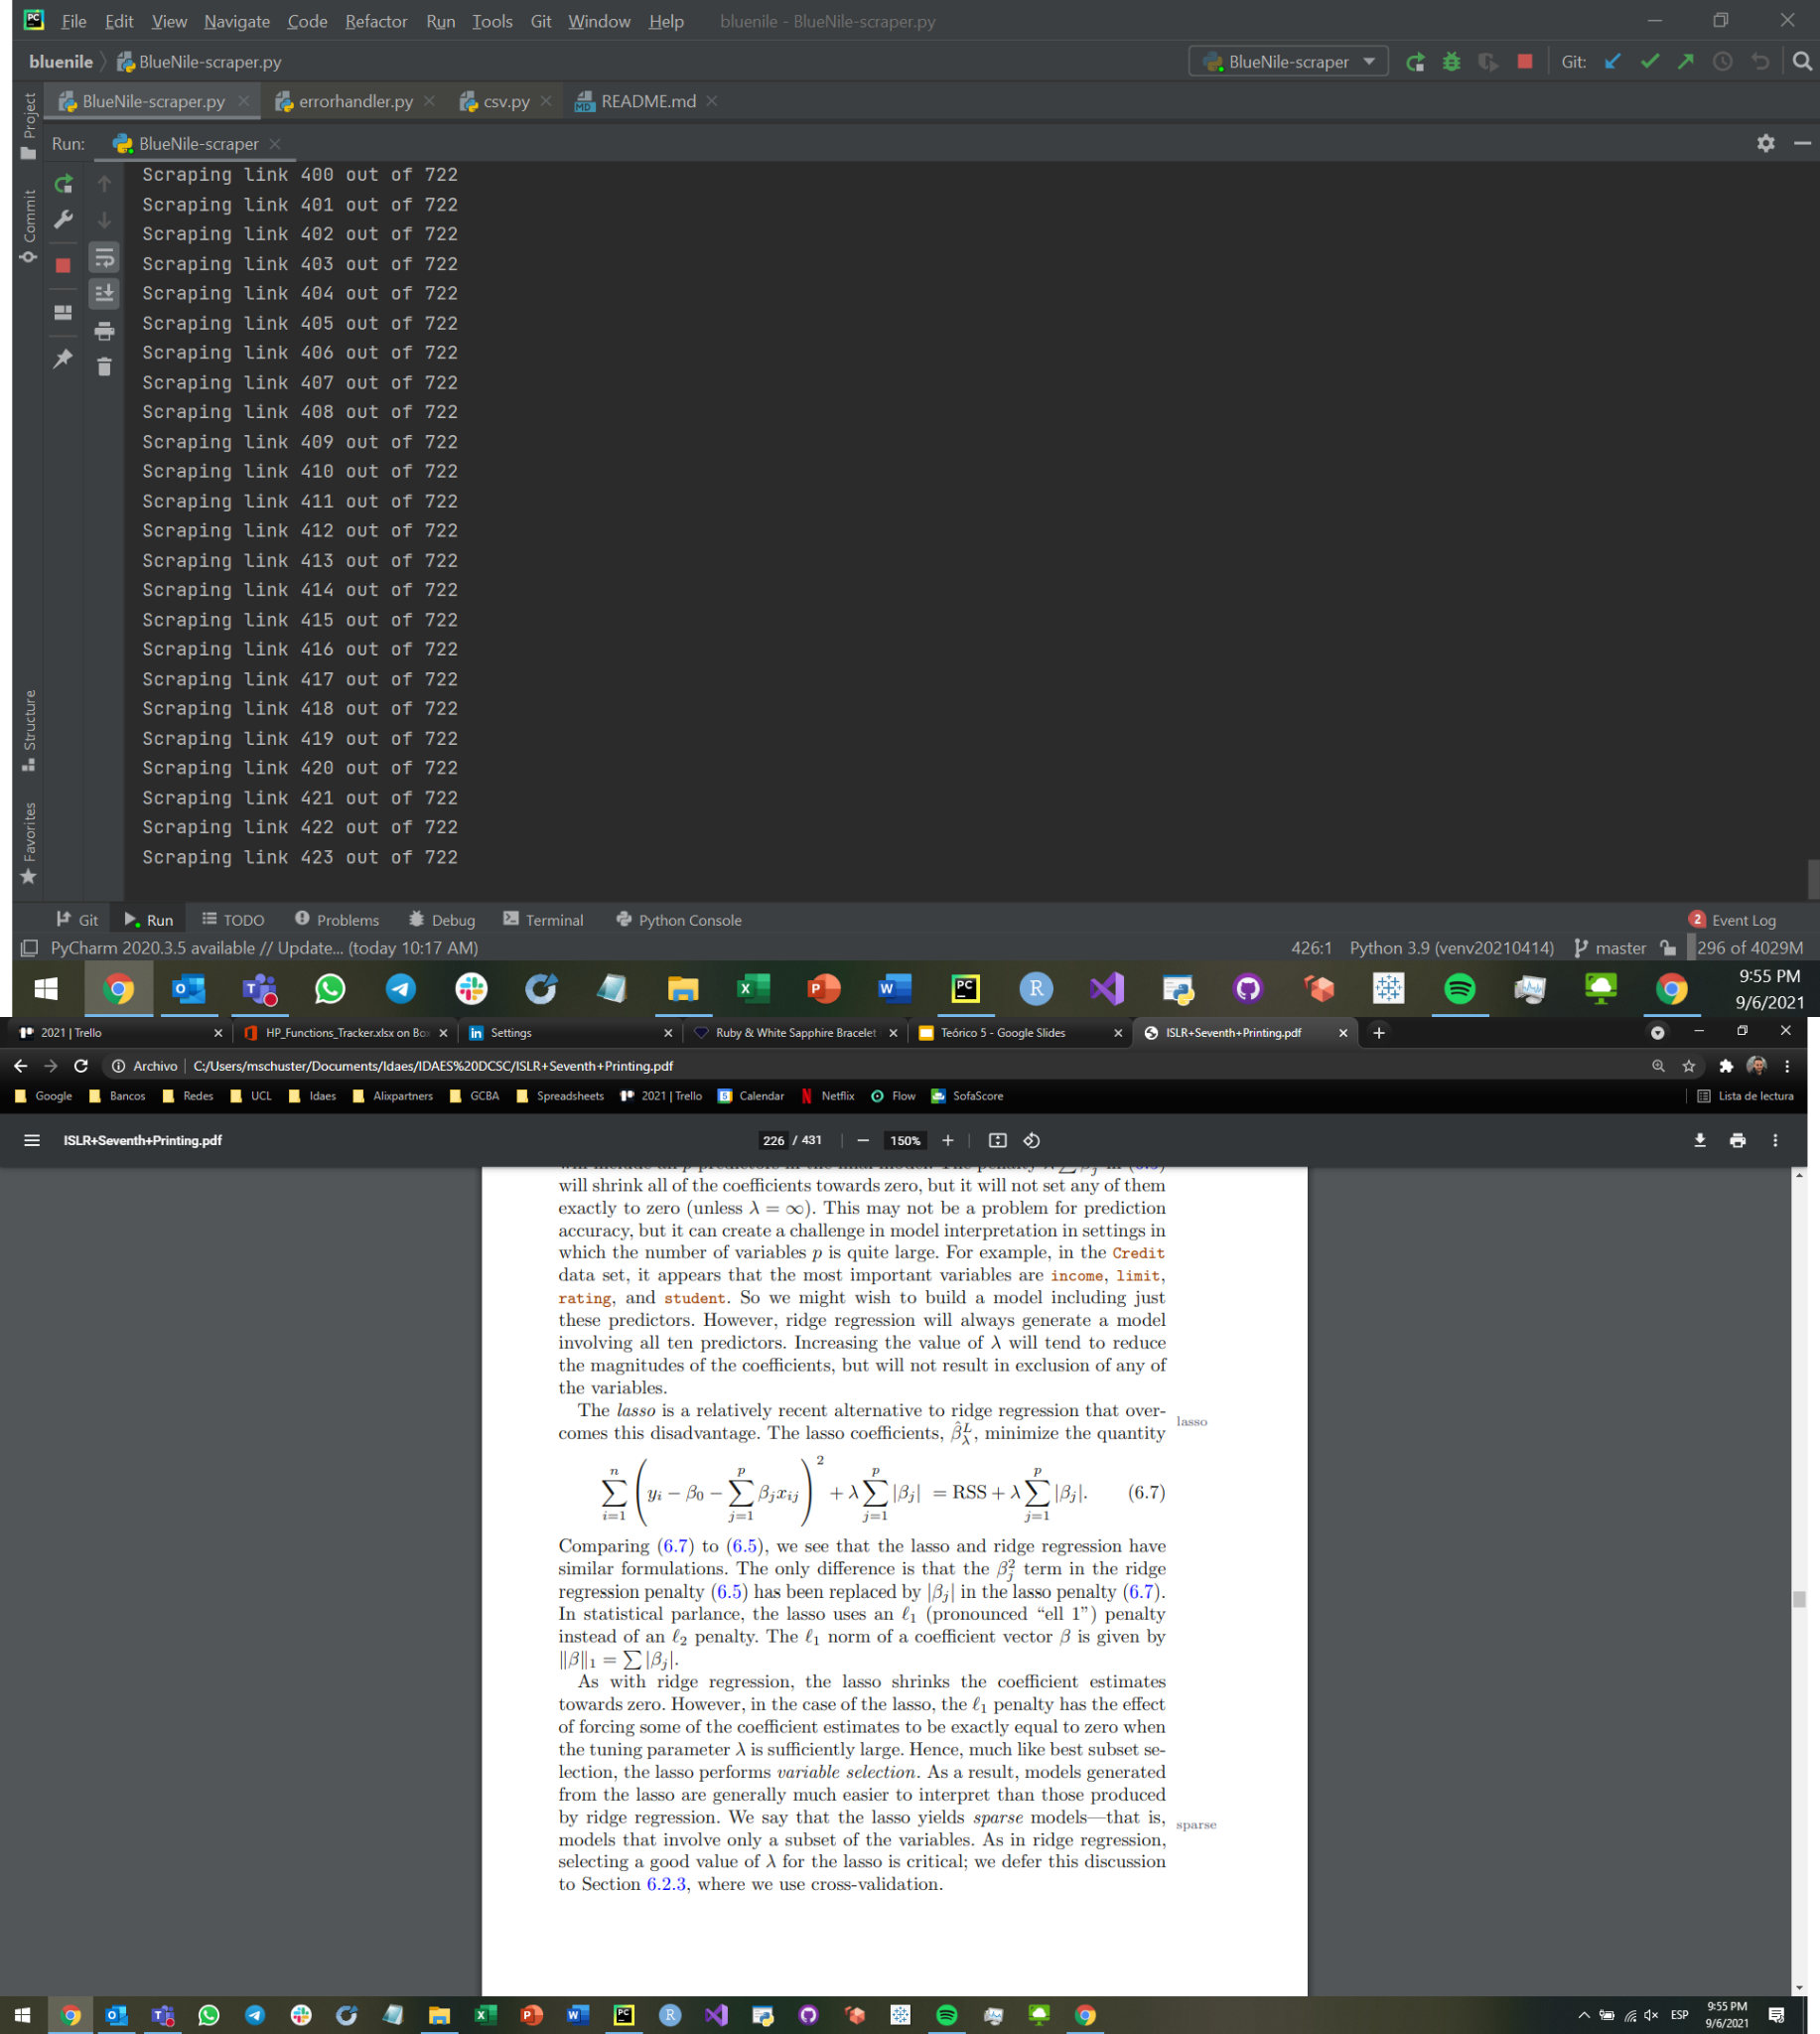 File Edit View Navigate Code Refactor Run Tools Git Window Help bluenile - BlueNile-scraper.py
bluenile BlueNile-scraper.py BlueNile-scraper Git:
BlueNile-scraper.py errorhandler.py csv.py README.md
Project
Run: BlueNile-scraper
Commit
Structure
Favorites
Scraping link 400 out of 722
Scraping link 401 out of 722
Scraping link 402 out of 722
Scraping link 403 out of 722
Scraping link 404 out of 722
Scraping link 405 out of 722
Scraping link 406 out of 722
Scraping link 407 out of 722
Scraping link 408 out of 722
Scraping link 409 out of 722
Scraping link 410 out of 722
Scraping link 411 out of 722
Scraping link 412 out of 722
Scraping link 413 out of 722
Scraping link 414 out of 722
Scraping link 415 out of 722
Scraping link 416 out of 722
Scraping link 417 out of 722
Scraping link 418 out of 722
Scraping link 419 out of 722
Scraping link 420 out of 722
Scraping link 421 out of 722
Scraping link 422 out of 722
Scraping link 423 out of 722
Git Run TODO Problems Debug Terminal Python Console 2 Event Log
PyCharm 2020.3.5 available // Update... (today 10:17 AM) 426:1 Python 3.9 (venv20210414) master 296 of 4029M
9:55 PM
9/6/2021
2021 | Trello HP_Functions_Tracker.xlsx on Box Settings Ruby & White Sapphire Bracelet Teórico 5 - Google Slides ISLR+Seventh+Printing.pdf
Archivo | C:/Users/mschuster/Documents/Idaes/IDAES%20DCSC/ISLR+Seventh+Printing.pdf
Google Bancos Redes UCL Idaes Alixpartners GCBA Spreadsheets 2021 | Trello Calendar Netflix Flow SofaScore Lista de lectura
ISLR+Seventh+Printing.pdf 226 / 431 150%
will shrink all of the coefficients towards zero, but it will not set any of them
exactly to zero (unless λ = ∞). This may not be a problem for prediction
accuracy, but it can create a challenge in model interpretation in settings in
which the number of variables p is quite large. For example, in the Credit
data set, it appears that the most important variables are income, limit,
rating, and student. So we might wish to build a model including just
these predictors. However, ridge regression will always generate a model
involving all ten predictors. Increasing the value of λ will tend to reduce
the magnitudes of the coefficients, but will not result in exclusion of any of
the variables.
The lasso is a relatively recent alternative to ridge regression that over-
lasso
comes this disadvantage. The lasso coefficients, β̂^L_λ, minimize the quantity
∑_{i=1}^{n} (y_i − β_0 − ∑_{j=1}^{p} β_j x_{ij})² + λ ∑_{j=1}^{p} |β_j| = RSS + λ ∑_{j=1}^{p} |β_j|. (6.7)
Comparing (6.7) to (6.5), we see that the lasso and ridge regression have
similar formulations. The only difference is that the β_j² term in the ridge
regression penalty (6.5) has been replaced by |β_j| in the lasso penalty (6.7).
In statistical parlance, the lasso uses an ℓ₁ (pronounced “ell 1”) penalty
instead of an ℓ₂ penalty. The ℓ₁ norm of a coefficient vector β is given by
‖β‖₁ = ∑ |β_j|.
As with ridge regression, the lasso shrinks the coefficient estimates
towards zero. However, in the case of the lasso, the ℓ₁ penalty has the effect
of forcing some of the coefficient estimates to be exactly equal to zero when
the tuning parameter λ is sufficiently large. Hence, much like best subset se-
lection, the lasso performs variable selection. As a result, models generated
from the lasso are generally much easier to interpret than those produced
by ridge regression. We say that the lasso yields sparse models—that is,
sparse
models that involve only a subset of the variables. As in ridge regression,
selecting a good value of λ for the lasso is critical; we defer this discussion
to Section 6.2.3, where we use cross-validation.
ESP
9:55 PM
9/6/2021